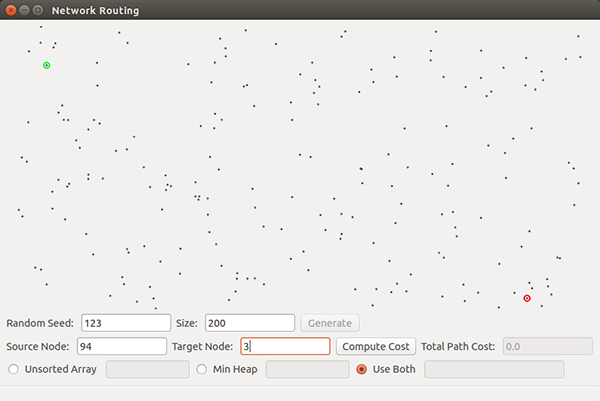 Network Routing
Random Seed: 123 Size: 200 Generate
Source Node: 94 Target Node: 3 Compute Cost Total Path Cost: 0.0
Unsorted Array Min Heap Use Both